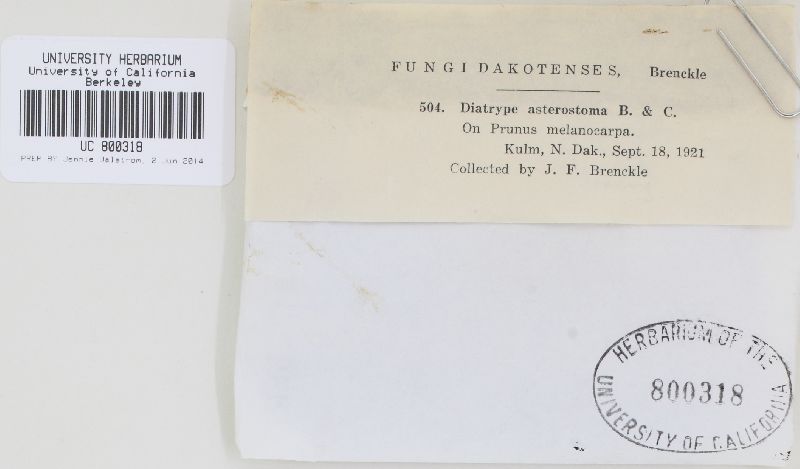 UNIVERSITY HERBARIUM
University of California
Berkeley
UC 800318
PREP BY Jennie Dalstrom, 2 Jun 2014
FUNGI DAKOTENSES, Brenckle
504. Diatrype asterostoma B. & C.
On Prunus melanocarpa.
Kulm, N. Dak., Sept. 18, 1921
Collected by J. F. Brenckle
HERBARIUM OF THE
800318
UNIVERSITY OF CALIFORNIA